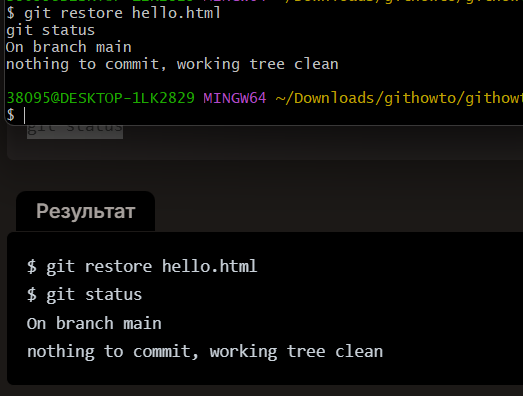 $ git restore hello.html
git status
On branch main
nothing to commit, working tree clean
38095@DESKTOP-1LK2829 MINGW64 ~/Downloads/githowto/githowt
$
git status
Результат
$ git restore hello.html
$ git status
On branch main
nothing to commit, working tree clean